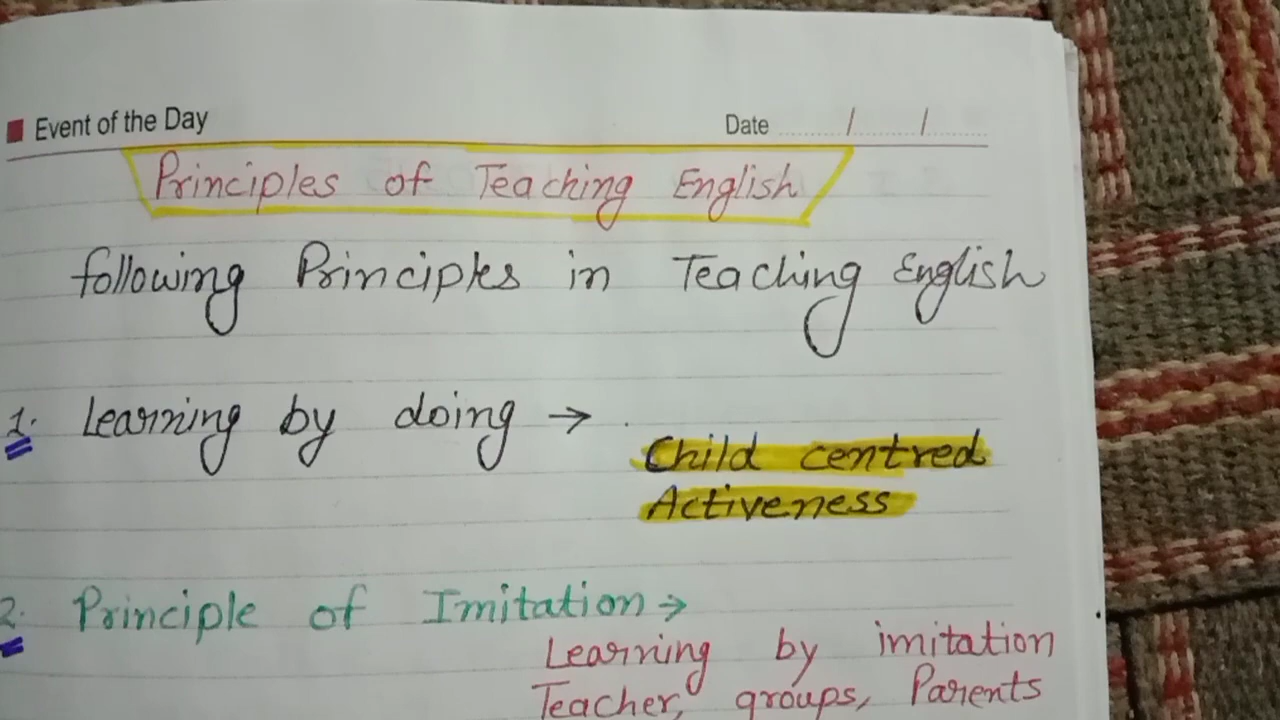 Event of the Day
Date / /
Principles of Teaching English
following Principles in Teaching English
1. Learning by doing →
Child centred
Activeness
2. Principle of Imitation →
Learning by imitation
Teacher, groups, Parents